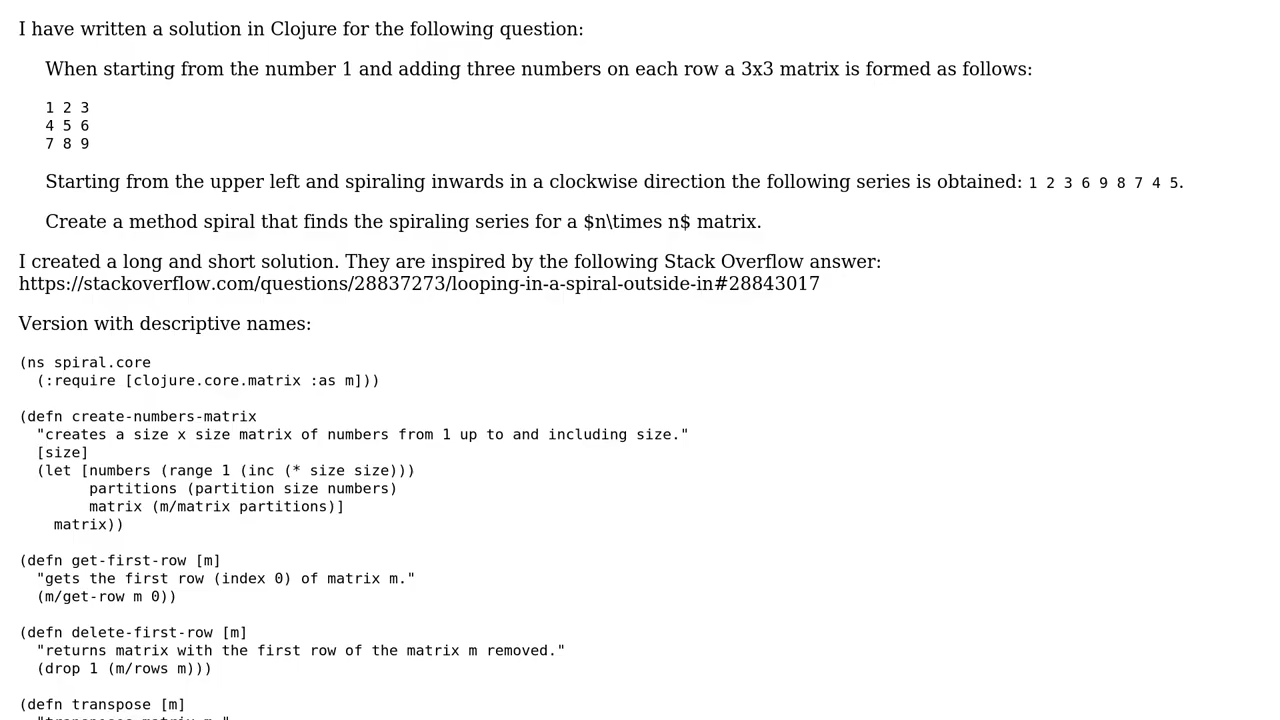 I have written a solution in Clojure for the following question:
When starting from the number 1 and adding three numbers on each row a 3x3 matrix is formed as follows:
1 2 3
4 5 6
7 8 9
Starting from the upper left and spiraling inwards in a clockwise direction the following series is obtained: 1 2 3 6 9 8 7 4 5.
Create a method spiral that finds the spiraling series for a $n\times n$ matrix.
I created a long and short solution. They are inspired by the following Stack Overflow answer:
https://stackoverflow.com/questions/28837273/looping-in-a-spiral-outside-in#28843017
Version with descriptive names:
(ns spiral.core
  (:require [clojure.core.matrix :as m]))
(defn create-numbers-matrix
  "creates a size x size matrix of numbers from 1 up to and including size."
  [size]
  (let [numbers (range 1 (inc (* size size)))
        partitions (partition size numbers)
        matrix (m/matrix partitions)]
    matrix))
(defn get-first-row [m]
  "gets the first row (index 0) of matrix m."
  (m/get-row m 0))
(defn delete-first-row [m]
  "returns matrix with the first row of the matrix m removed."
  (drop 1 (m/rows m)))
(defn transpose [m]
  "transposes matrix m."